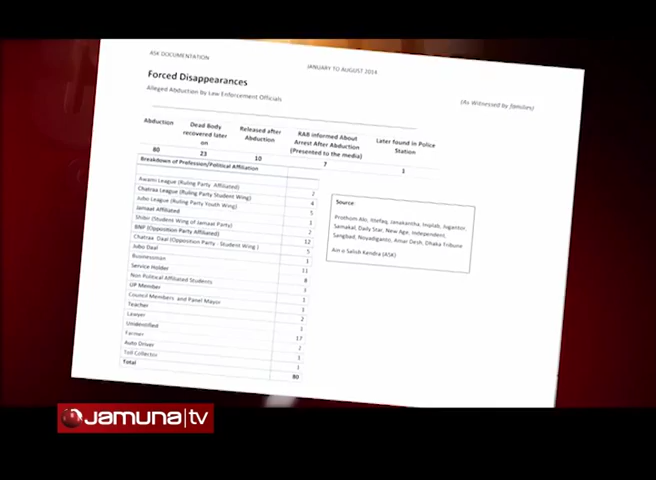 ASK DOCUMENTATION
JANUARY TO AUGUST 2014
Forced Disappearances
(As Witnessed by Families)
Alleged Abduction by Law Enforcement Officials
Abduction
Dead Body recovered later on
Released after Abduction
RAB informed About Arrest After Abduction (Presented to the media)
Later found in Police Station
80
23
10
7
1
Breakdown of Profession/Political Affiliation
Awami League (Ruling Party Affiliated) 2
Chatraa League (Ruling Party Student Wing) 4
Jubo League (Ruling Party Youth Wing) 5
Jamaat Affiliated 1
Shibir (Student Wing of Jamaat Party) 2
BNP (Opposition Party Affiliated) 12
Chatraa Daal (Opposition Party - Student Wing) 5
Jubo Daal 1
Businessman 11
Service Holder 8
Non Political Affiliated Students
UP Member 1
Council Members and Panel Mayor
Teacher
Lawyer
Unidentified 17
Farmer
Auto Driver
Toll Collector 1
Total 80
Source:
Prothom Alo, Ittefaq, Janakantha, Inqilab, Jugantor,
Samakal, Daily Star, New Age, Independent,
Sangbad, Noyadiganto, Amar Desh, Dhaka Tribune
Ain o Salish Kendra (ASK)
Jamuna|tv